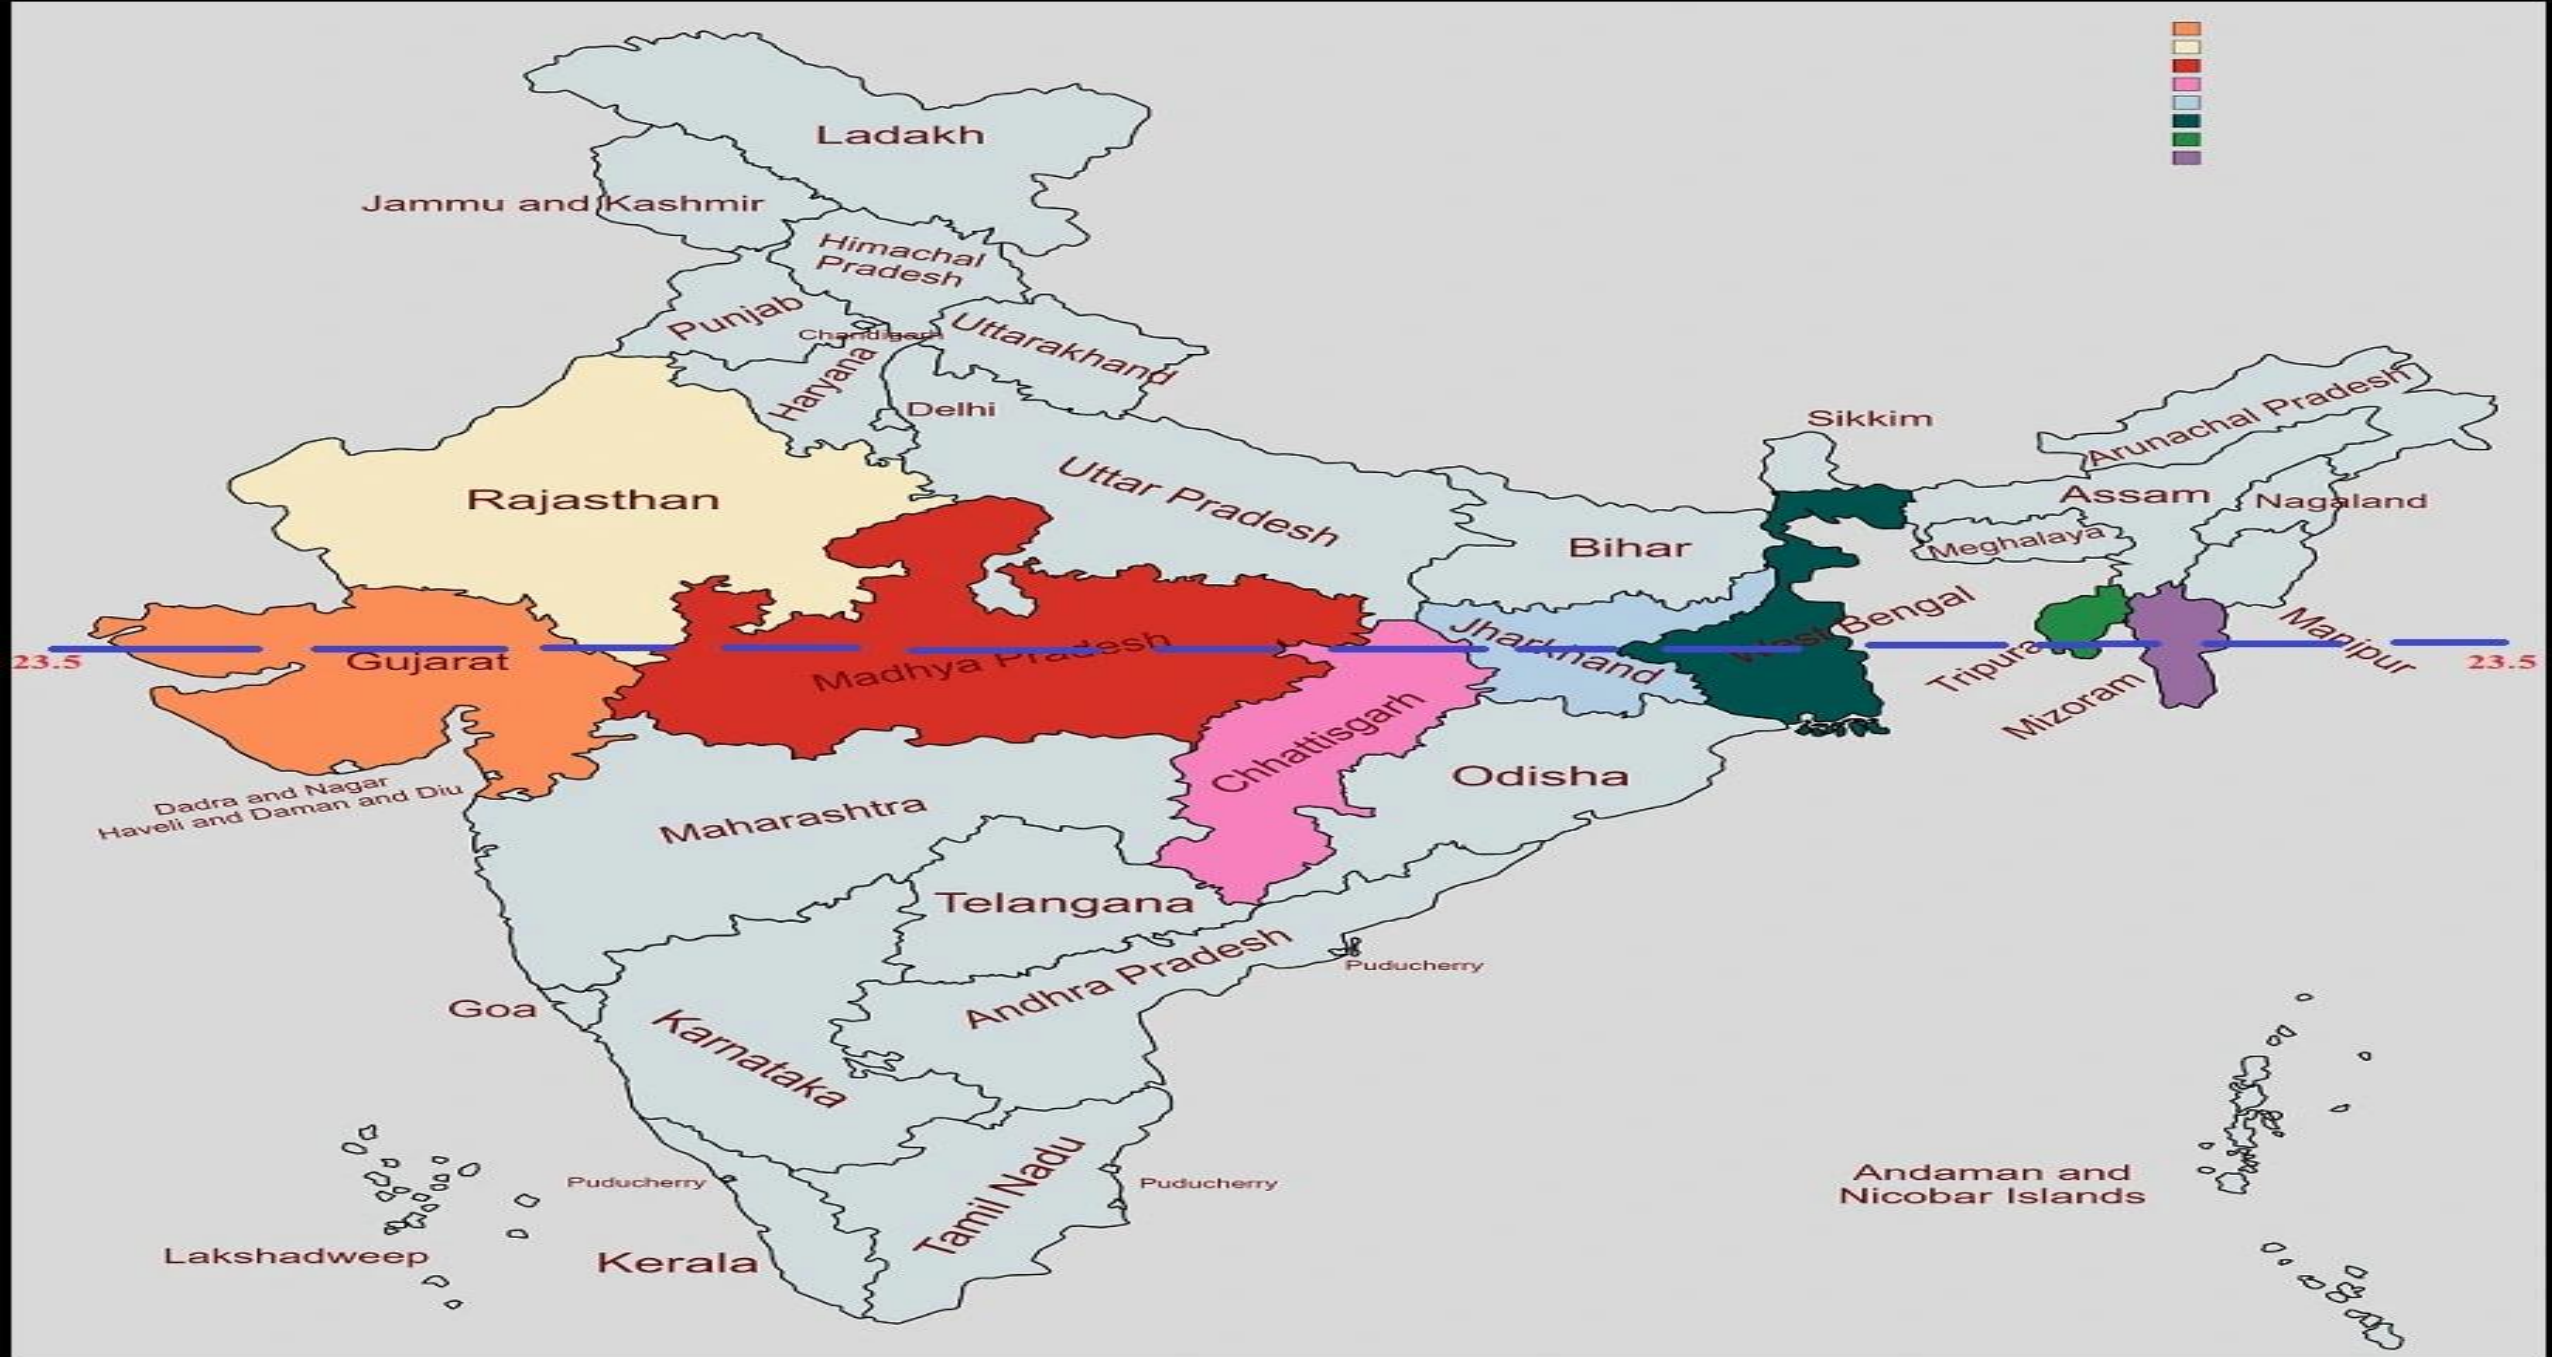 Ladakh
Jammu and Kashmir
Himachal
Pradesh
Punjab
Chandigarh
Uttarakhand
Haryana
Delhi
Sikkim
Arunachal Pradesh
Rajasthan
Uttar Pradesh
Assam
Nagaland
Bihar
Meghalaya
West Bengal
Jharkhand
Manipur
23.5
Gujarat
Madhya Pradesh
Tripura
23.5
Mizoram
Chhattisgarh
Odisha
Dadra and Nagar
Haveli and Daman and Diu
Maharashtra
Telangana
Andhra Pradesh
Puducherry
Goa
Karnataka
Puducherry
Tamil Nadu
Puducherry
Andaman and
Nicobar Islands
Lakshadweep
Kerala